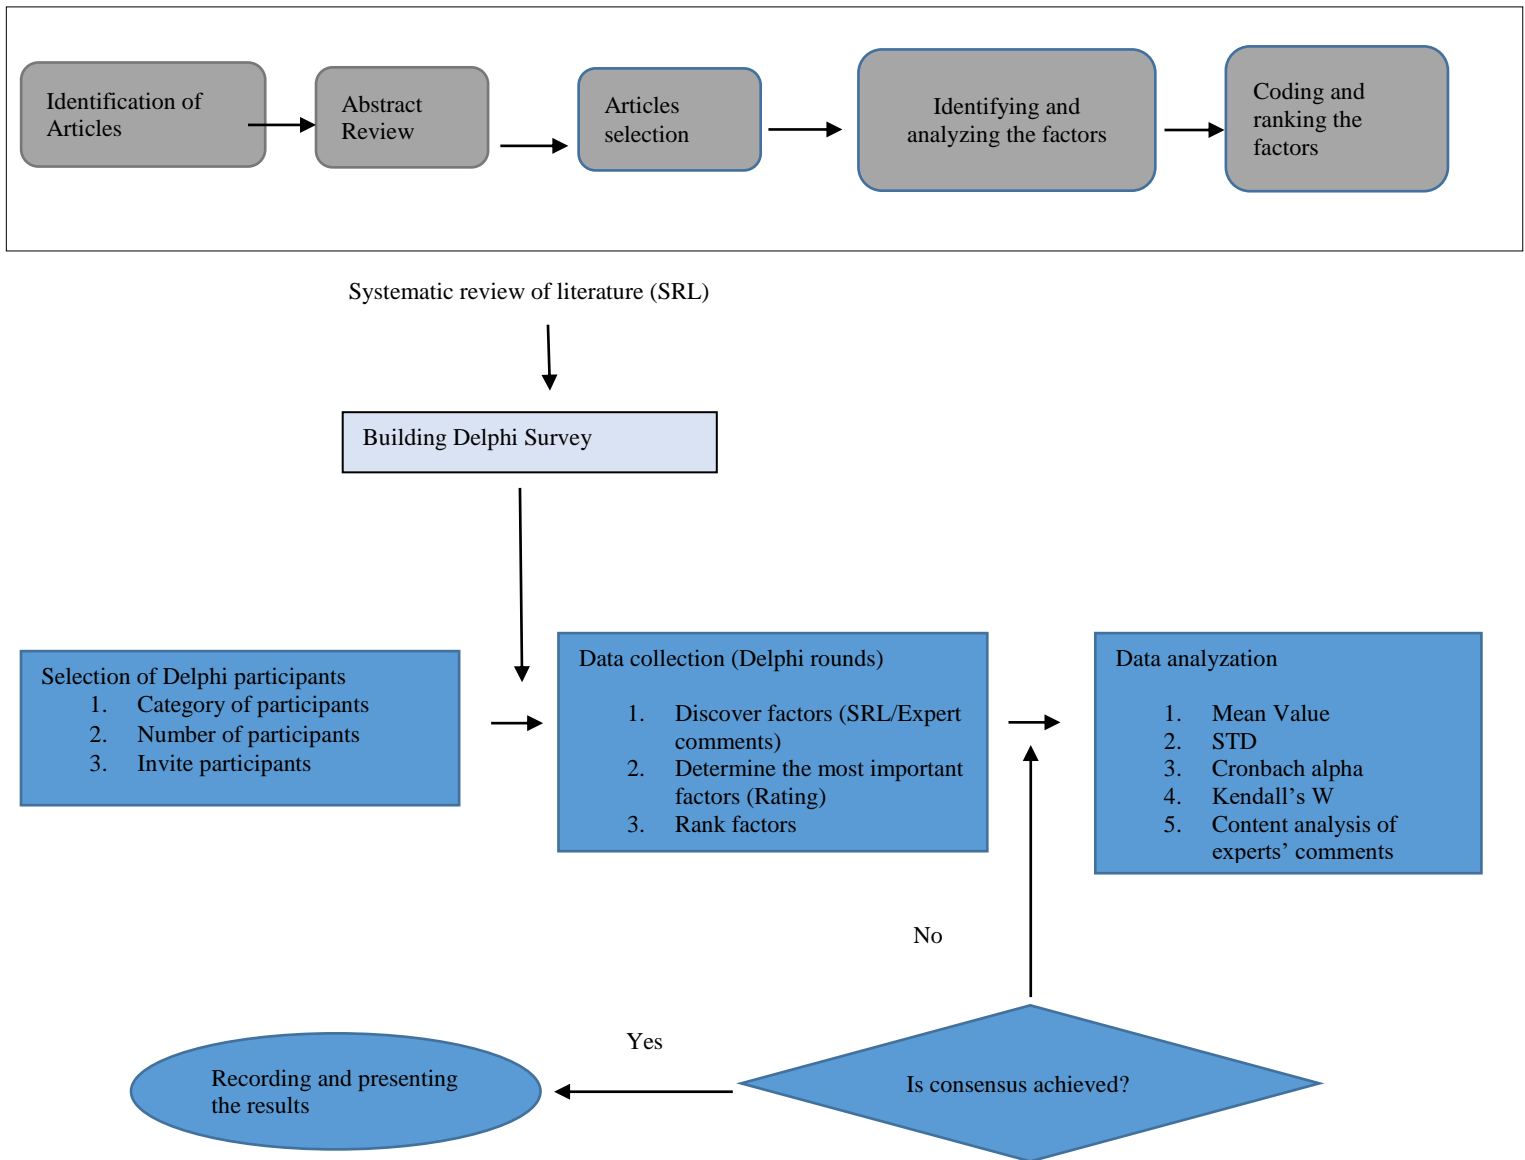 Identification of
Articles
Abstract
Review
Articles
selection
Identifying and
analyzing the factors
Coding and
ranking the
factors
Systematic review of literature (SRL)
Building Delphi Survey
Selection of Delphi participants
1. Category of participants
2. Number of participants
3. Invite participants
Data collection (Delphi rounds)
1. Discover factors (SRL/Expert
comments)
2. Determine the most important
factors (Rating)
3. Rank factors
Data analyzation
1. Mean Value
2. STD
3. Cronbach alpha
4. Kendall’s W
5. Content analysis of
experts’ comments
No
Yes
Is consensus achieved?
Recording and presenting
the results